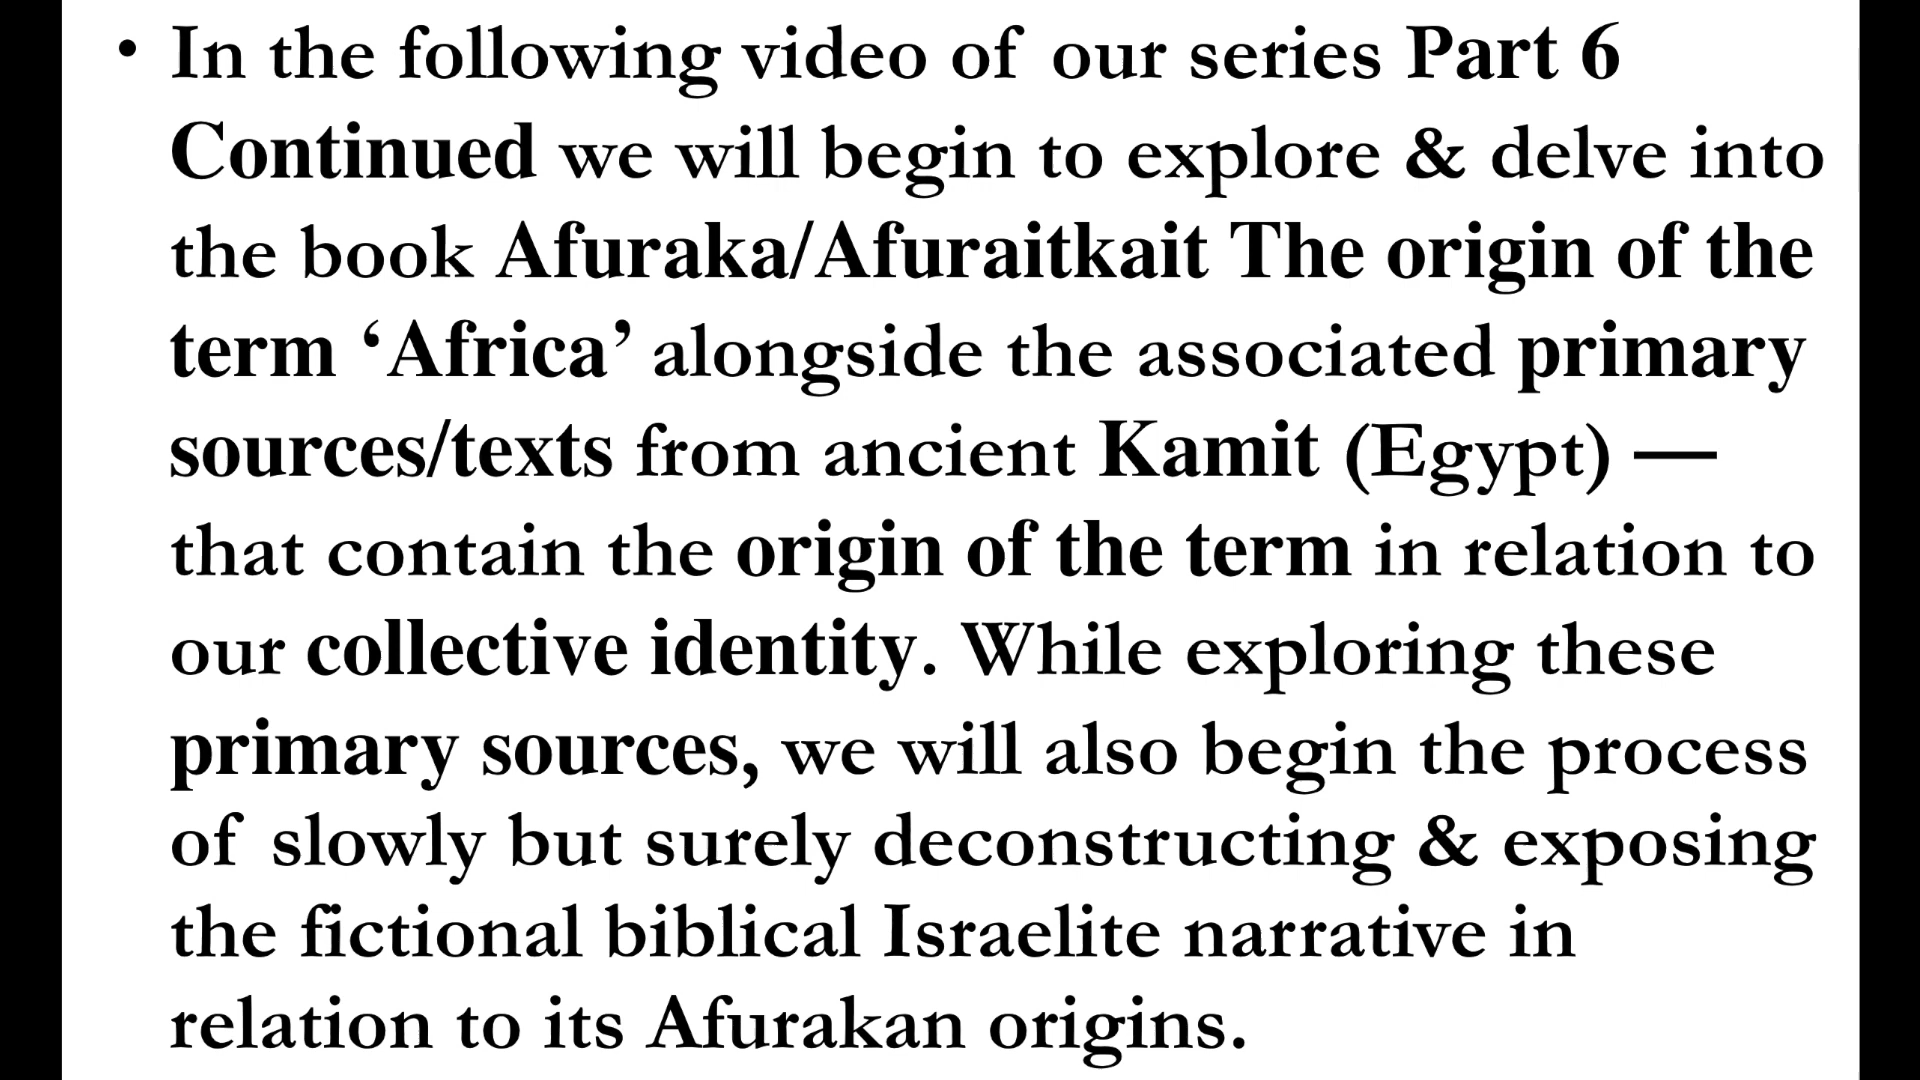 • In the following video of our series Part 6
Continued we will begin to explore & delve into
the book Afuraka/Afuraitkait The origin of the
term ‘Africa’ alongside the associated primary
sources/texts from ancient Kamit (Egypt) —
that contain the origin of the term in relation to
our collective identity. While exploring these
primary sources, we will also begin the process
of slowly but surely deconstructing & exposing
the fictional biblical Israelite narrative in
relation to its Afurakan origins.